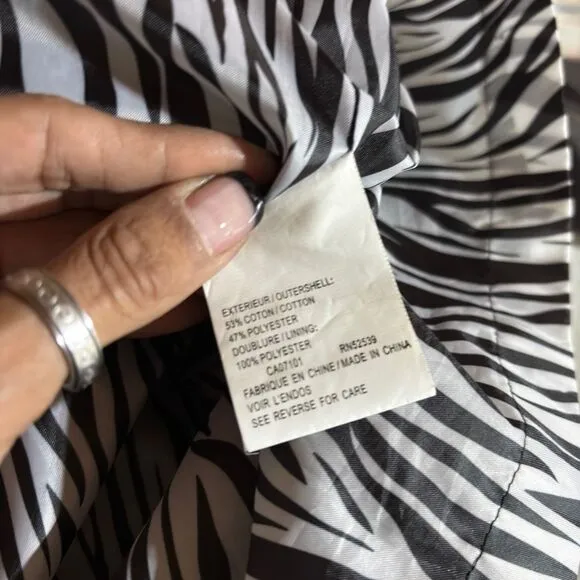 EXTERIEUR/OUTERSHELL:
53% COTON/COTTON
47% POLYESTER
DOUBLURE/LINING:
100% POLYESTER
CA07101 RN52539
FABRIQUE EN CHINE/MADE IN CHINA
VOIR L'ENDOS
SEE REVERSE FOR CARE